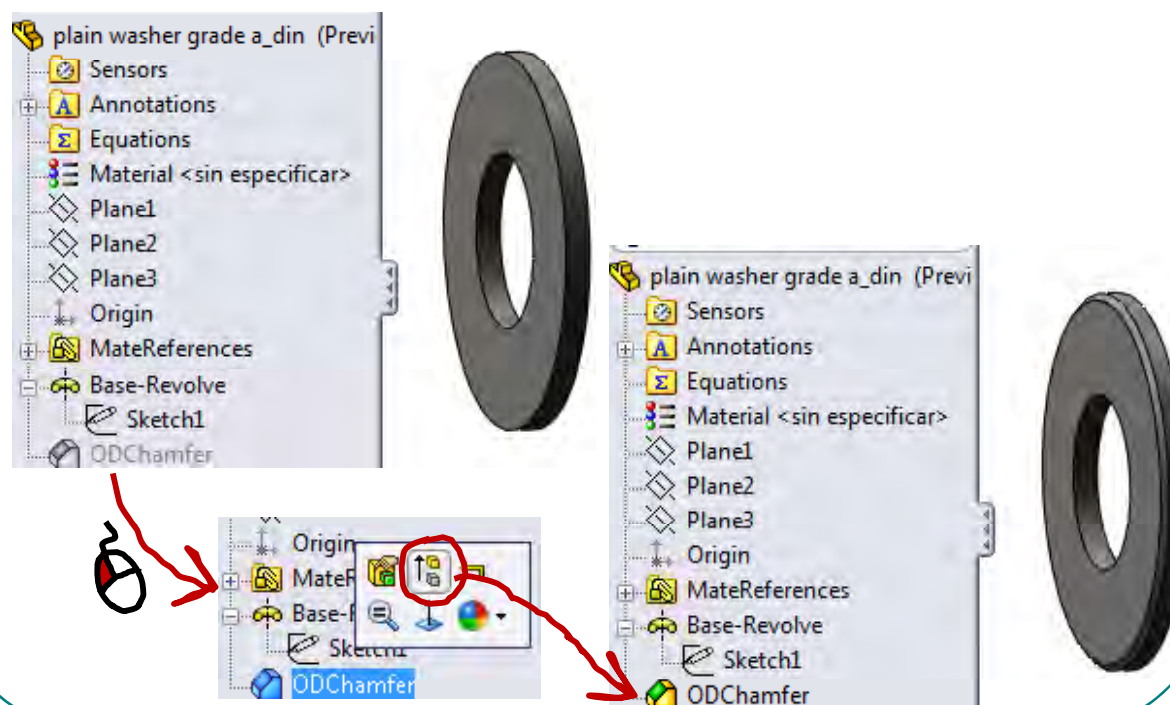 plain washer grade a_din (Previ
Sensors
Annotations
Equations
Material <sin especificar>
Plane1
Plane2
Plane3
Origin
MateReferences
Base-Revolve
Sketch1
ODChamfer
Origin
MateR
Base-
Sketch1
ODChamfer
plain washer grade a_din (Previ
Sensors
Annotations
Equations
Material <sin especificar>
Plane1
Plane2
Plane3
Origin
MateReferences
Base-Revolve
Sketch1
ODChamfer